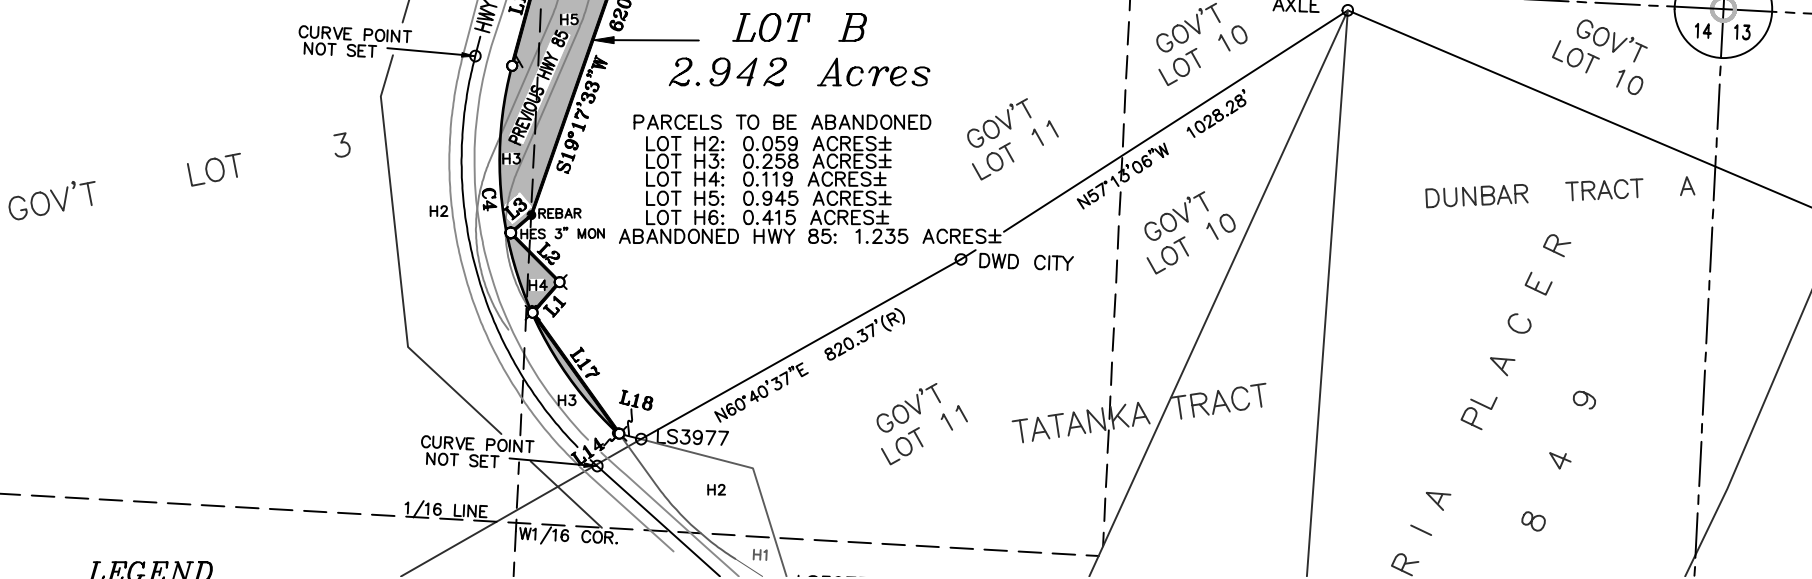 AXLE
14 13
LOT B
2.942 Acres
CURVE POINT
NOT SET
HWY
H5
620
PREVIOUS HWY 85
S19°17'33"W
H3
C4
H2
GOV'T LOT 3
PARCELS TO BE ABANDONED
LOT H2: 0.059 ACRES±
LOT H3: 0.258 ACRES±
LOT H4: 0.119 ACRES±
LOT H5: 0.945 ACRES±
LOT H6: 0.415 ACRES±
ABANDONED HWY 85: 1.235 ACRES±
GOV'T
LOT 10
GOV'T
LOT 10
GOV'T
LOT 11
N57°13'06"W 1028.28'
GOV'T
LOT 10
DUNBAR TRACT A
L3
REBAR
HES 3" MON
L2
H4
L1
DWD CITY
N60°40'37"E 820.37'(R)
L17
H3
L18
LS3977
L14
CURVE POINT
NOT SET
GOV'T
LOT 11
TATANKA TRACT
RIA PLACER
8 4 9
H2
1/16 LINE
W1/16 COR.
H1
LEGEND